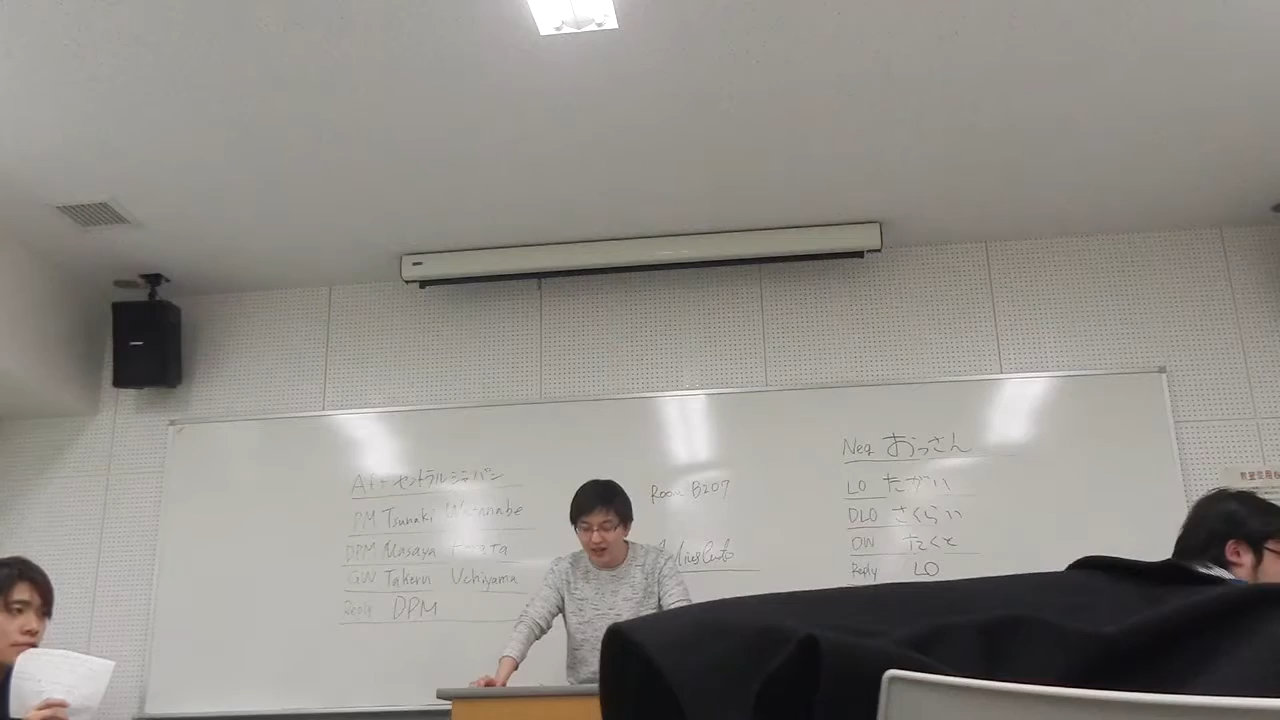 Aff セントラルジャパン
PM Tsunaki Watanabe
DPM Masaya
GW Takeru Uchiyama
Reply DPM
Room B207
Neg おっさん
LO たがい
DLO さくらい
OW たくと
Reply LO